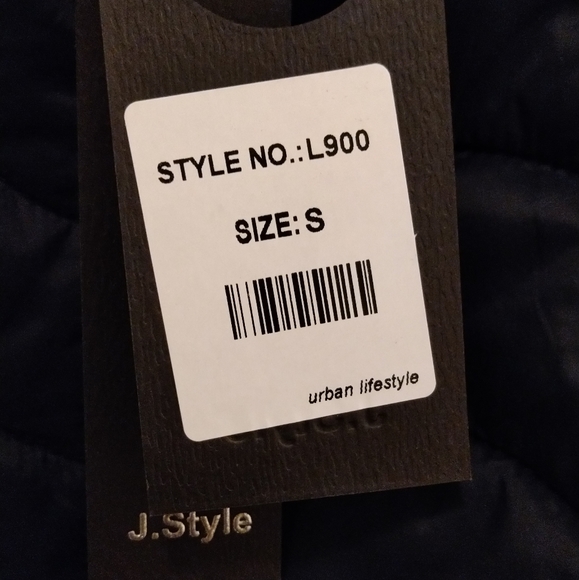 STYLE NO.:L900
SIZE: S
urban lifestyle
J.Style